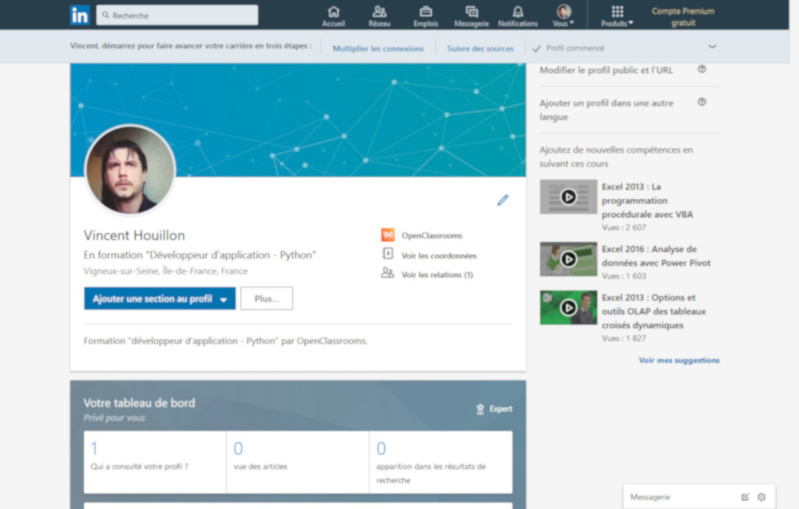 in
Recherche
Accueil
Réseau
Emplois
Messagerie
Notifications
Vous
Produits
Compte Premium
gratuit
Vincent, démarrez pour faire avancer votre carrière en trois étapes :
Multiplier les connexions
Suivre des sources
Profil commencé
Modifier le profil public et l'URL
Ajouter un profil dans une autre
langue
Ajoutez de nouvelles compétences en
suivant ces cours
Excel 2013 : La
programmation
procédurale avec VBA
Vues : 2 607
Excel 2016 : Analyse de
données avec Power Pivot
Vues : 1 603
Excel 2013 : Options et
outils OLAP des tableaux
croisés dynamiques
Vues : 1 827
Voir mes suggestions
Vincent Houillon
En formation "Développeur d'application - Python"
Vigneux-sur-Seine, Île-de-France, France
OpenClassrooms
Voir les coordonnées
Voir les relations (1)
Ajouter une section au profil
Plus...
Formation "développeur d'application - Python" par OpenClassrooms.
Votre tableau de bord
Privé pour vous
Expert
1
Qui a consulté votre profil ?
0
vue des articles
0
apparition dans les résultats de
recherche
Messagerie